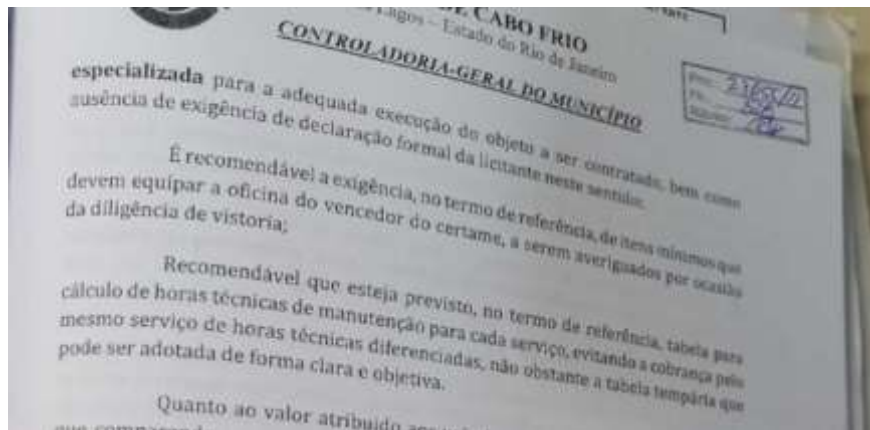 DE CABO FRIO
Lagos – Estado do Rio de Janeiro
CONTROLADORIA-GERAL DO MUNICÍPIO
especializada para a adequada execução do objeto a ser contratado, bem como
ausência de exigência de declaração formal da licitante neste sentido;
É recomendável a exigência, no termo de referência, de itens mínimos que
devem equipar a oficina do vencedor do certame, a serem averiguados por ocasião
da diligência de vistoria;
Recomendável que esteja previsto, no termo de referência, tabela para
cálculo de horas técnicas de manutenção para cada serviço, evitando a cobrança pelo
mesmo serviço de horas técnicas diferenciadas, não obstante a tabela tempária que
pode ser adotada de forma clara e objetiva.
Quanto ao valor atribuído